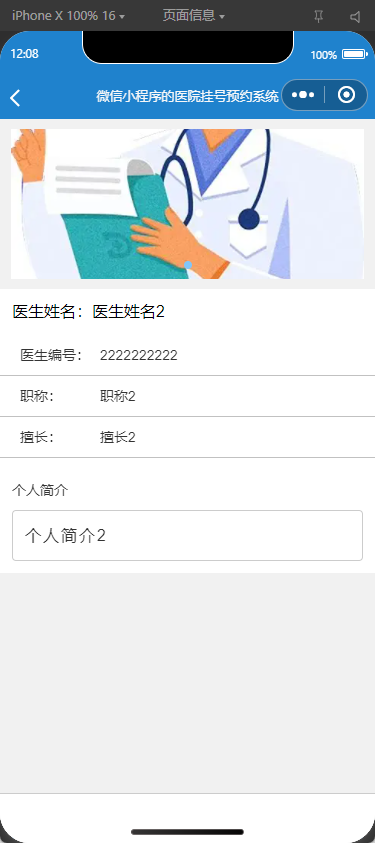 iPhone X 100% 16
页面信息
12:08
100%
微信小程序的医院挂号预约系统
医生姓名：医生姓名2
医生编号：
2222222222
职称：
职称2
擅长：
擅长2
个人简介
个人简介2